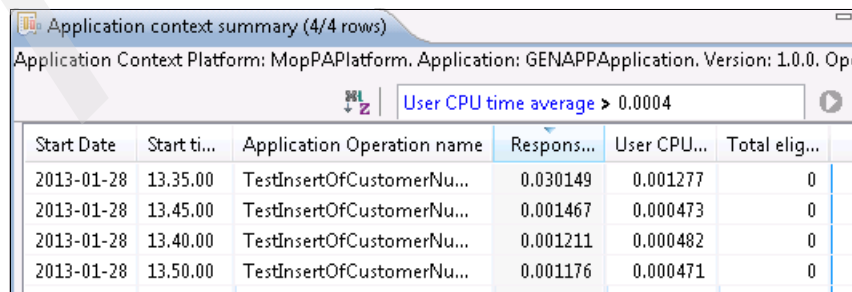 Application context summary (4/4 rows)
Application Context Platform: MopPAPlatform. Application: GENAPPApplication. Version: 1.0.0. Op
User CPU time average > 0.0004
Start Date Start ti... Application Operation name Respons... User CPU... Total elig...
2013-01-28 13.35.00 TestInsertOfCustomerNu... 0.030149 0.001277 0
2013-01-28 13.45.00 TestInsertOfCustomerNu... 0.001467 0.000473 0
2013-01-28 13.40.00 TestInsertOfCustomerNu... 0.001211 0.000482 0
2013-01-28 13.50.00 TestInsertOfCustomerNu... 0.001176 0.000471 0